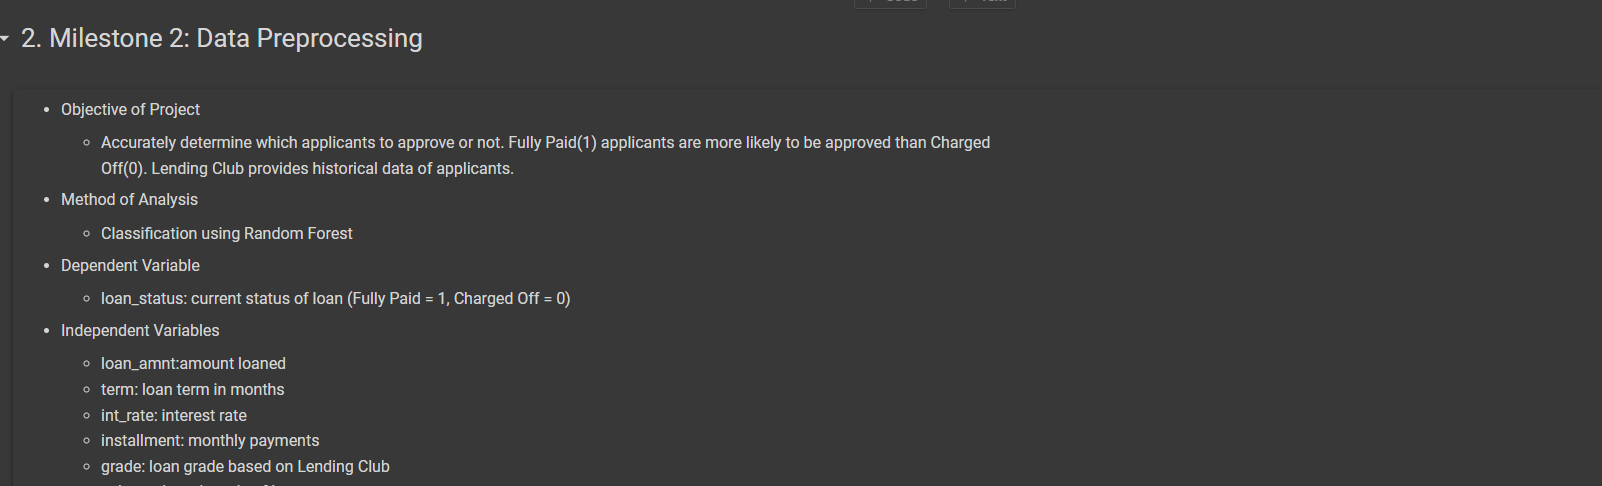 2. Milestone 2: Data Preprocessing
• Objective of Project
◦ Accurately determine which applicants to approve or not. Fully Paid(1) applicants are more likely to be approved than Charged
Off(0). Lending Club provides historical data of applicants.
• Method of Analysis
◦ Classification using Random Forest
• Dependent Variable
◦ loan_status: current status of loan (Fully Paid = 1, Charged Off = 0)
• Independent Variables
◦ loan_amnt:amount loaned
◦ term: loan term in months
◦ int_rate: interest rate
◦ installment: monthly payments
◦ grade: loan grade based on Lending Club